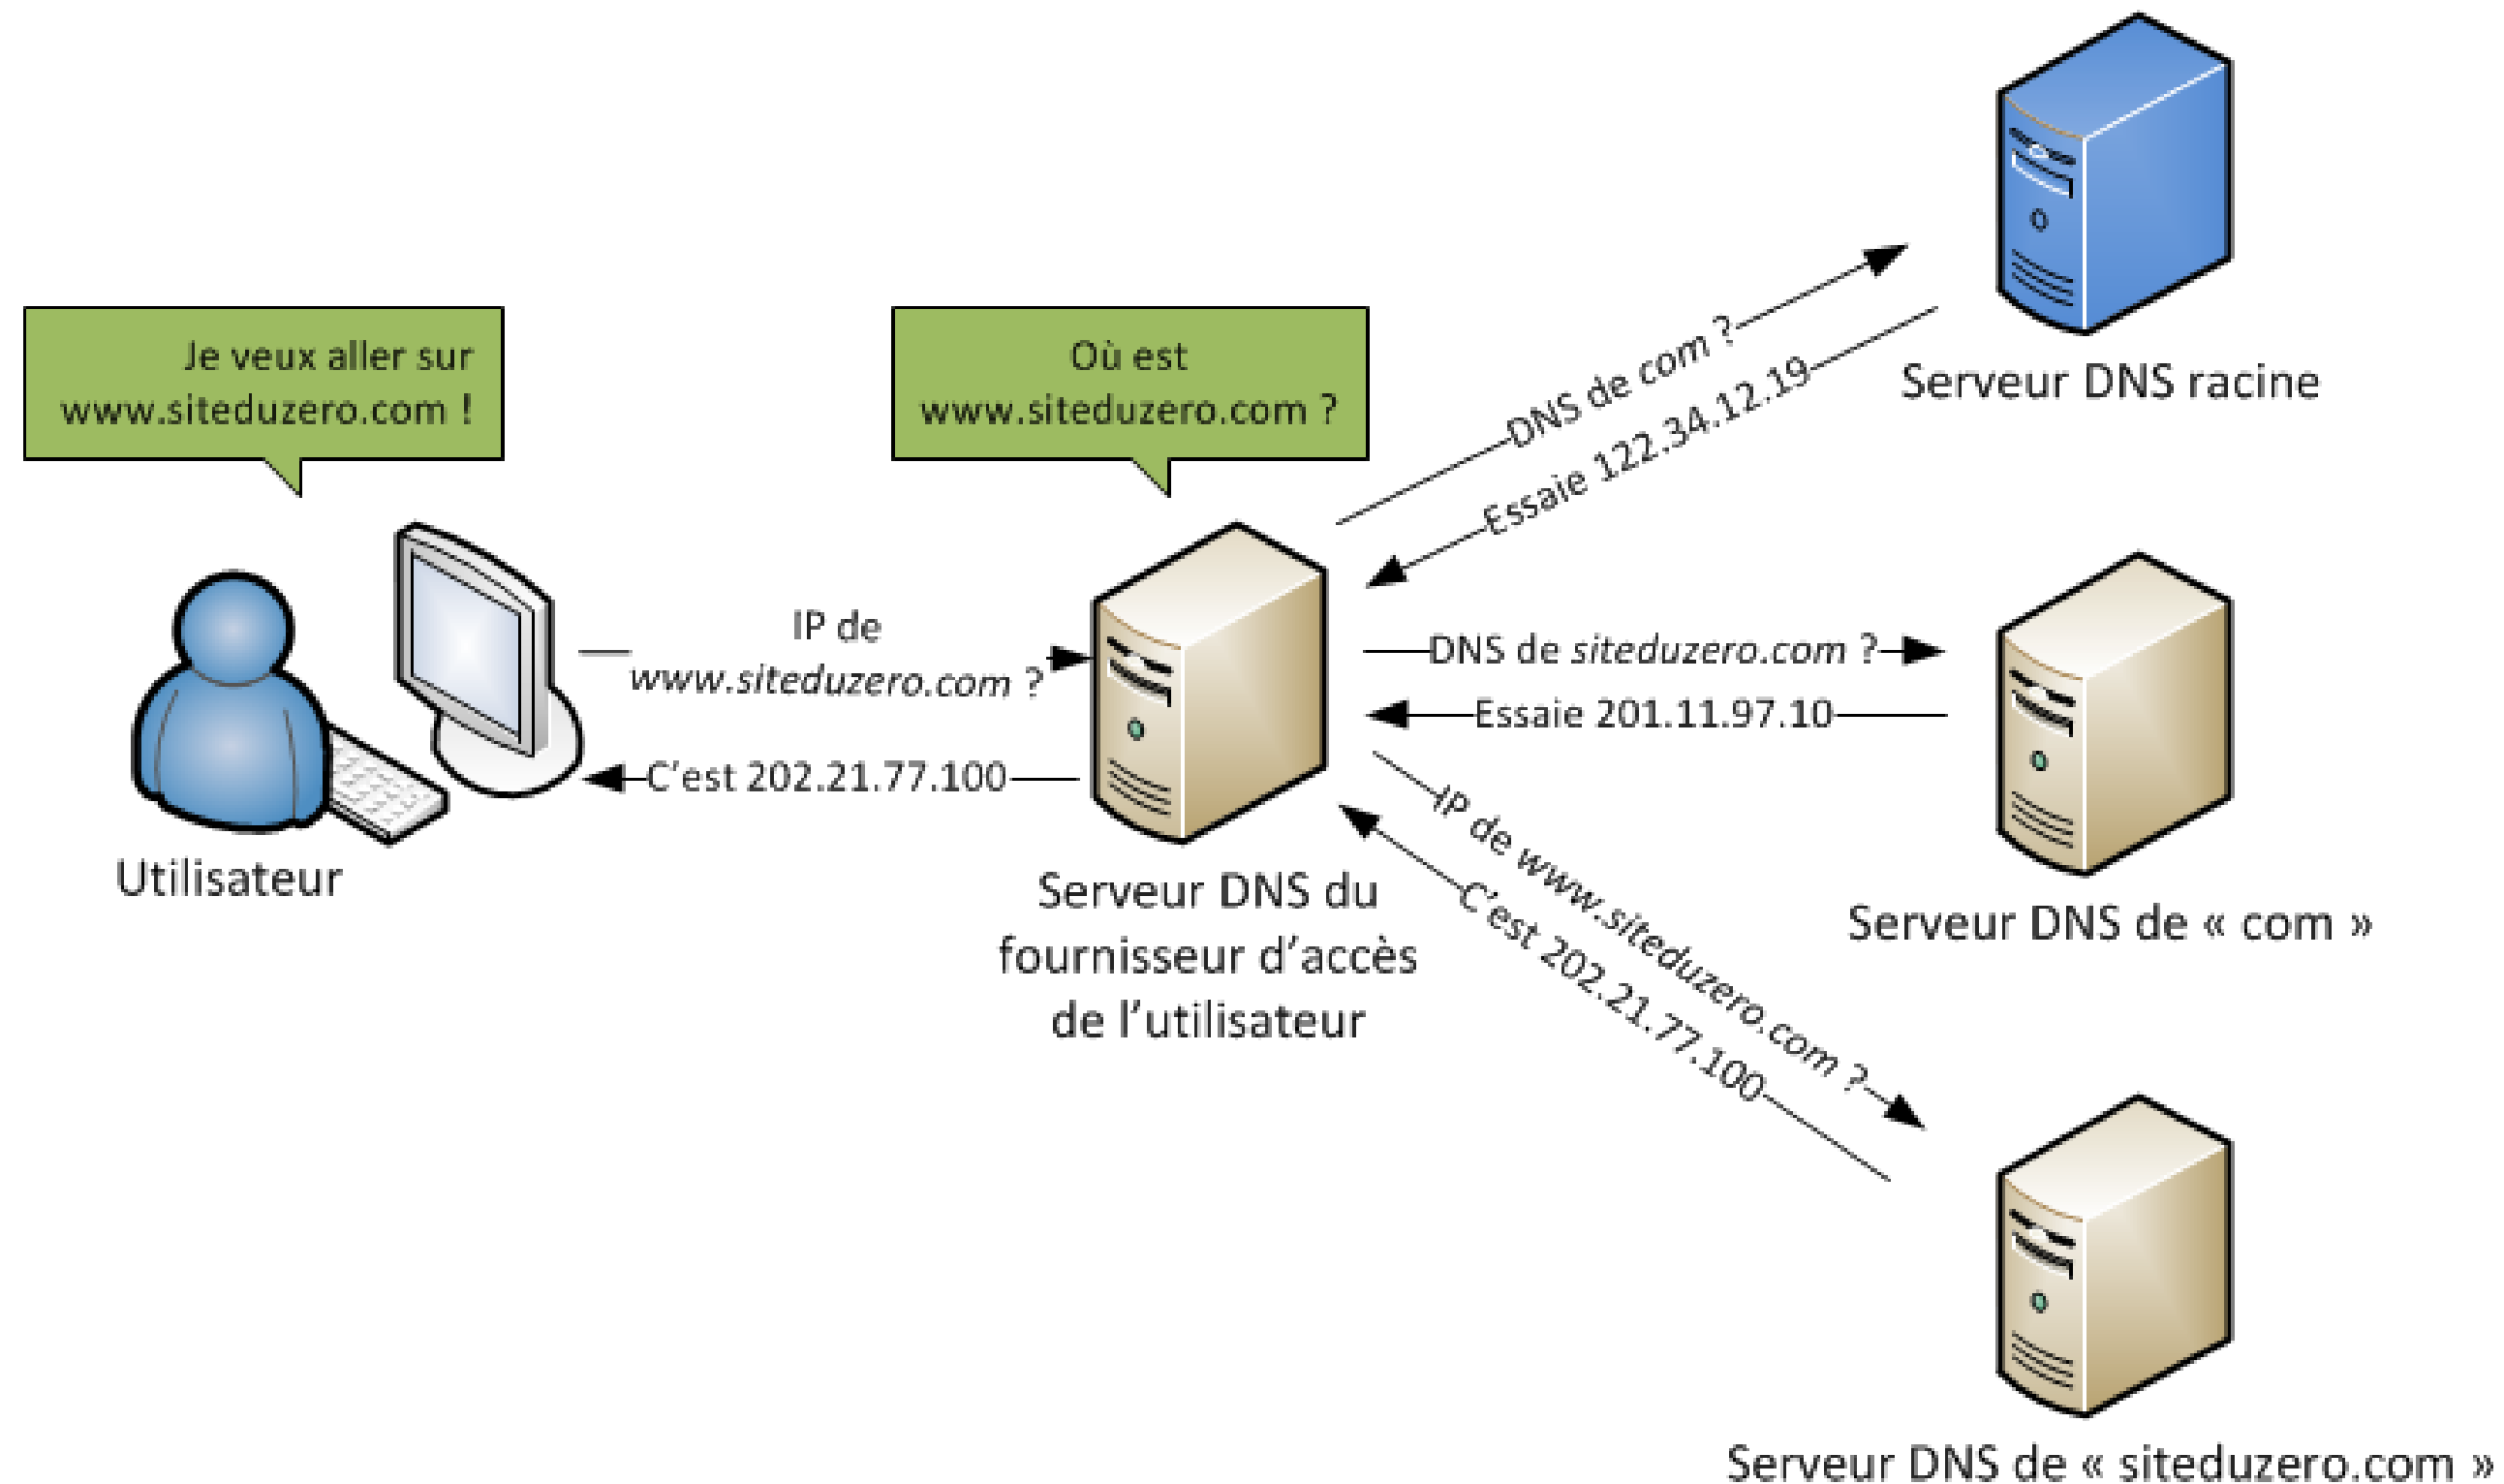 Je veux aller sur
www.siteduzero.com !
Où est
www.siteduzero.com ?
DNS de com ?
Essaie 122.34.12.19
Serveur DNS racine
IP de
www.siteduzero.com ?
C'est 202.21.77.100
DNS de siteduzero.com ?
Essaie 201.11.97.10
IP de www.siteduzero.com ?
C'est 202.21.77.100
Utilisateur
Serveur DNS du
fournisseur d'accès
de l'utilisateur
Serveur DNS de « com »
Serveur DNS de « siteduzero.com »